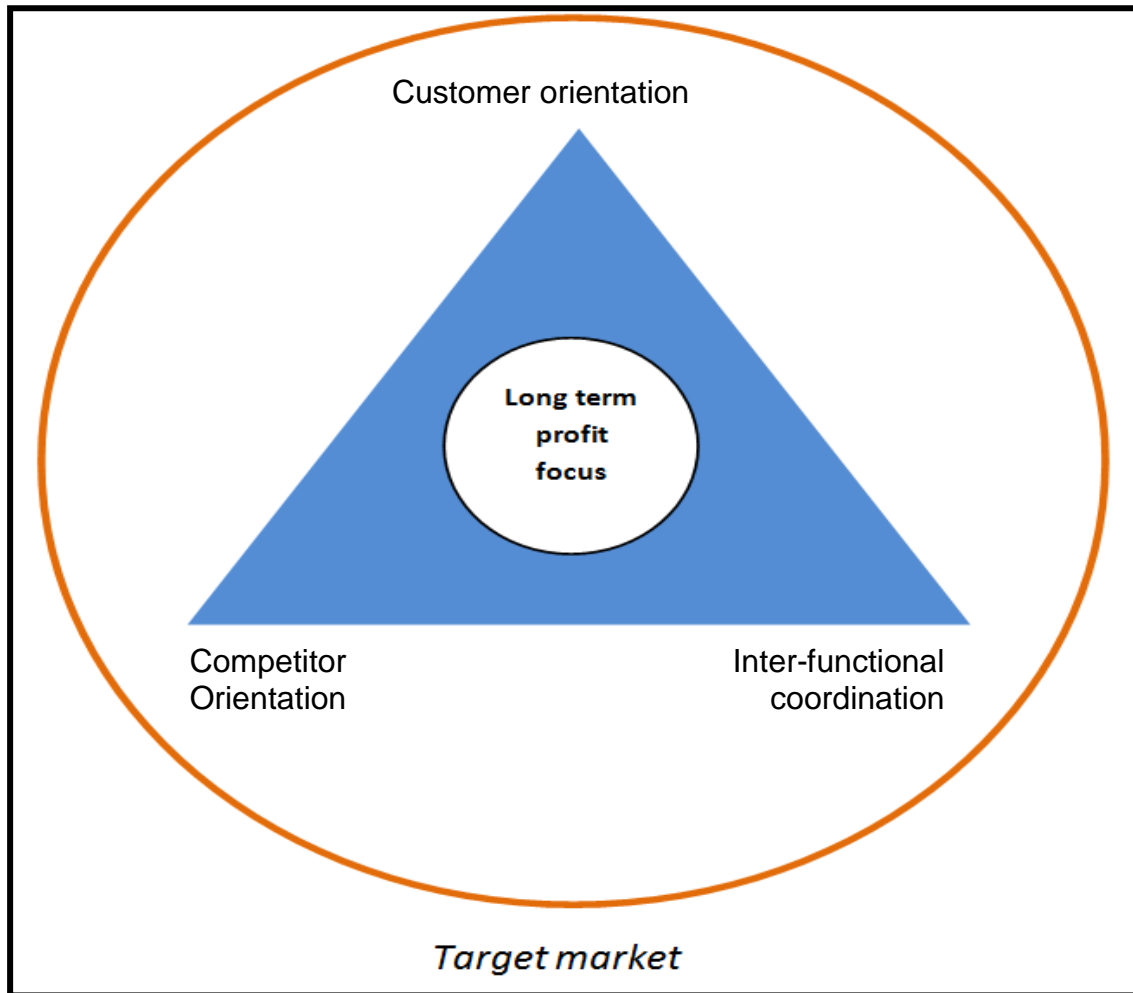 Customer orientation
Long term
profit
focus
Competitor
Orientation
Inter-functional
coordination
Target market